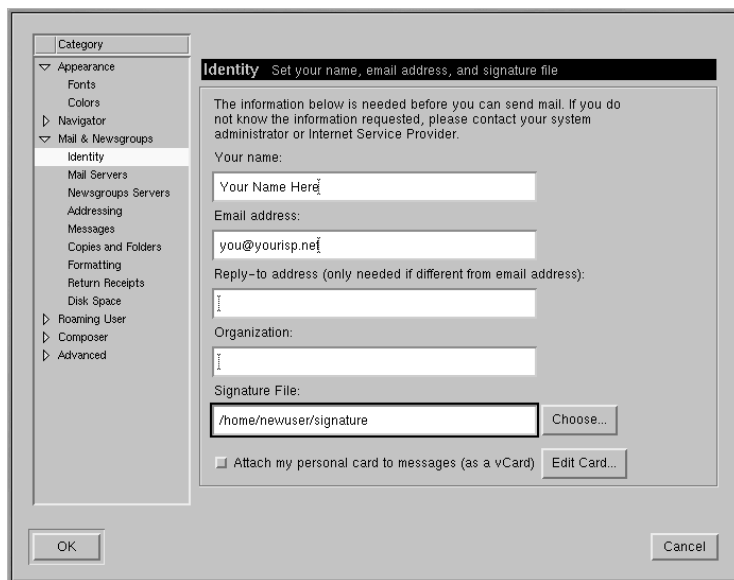 Category
Appearance
Fonts
Colors
Navigator
Mail & Newsgroups
Identity
Mail Servers
Newsgroups Servers
Addressing
Messages
Copies and Folders
Formatting
Return Receipts
Disk Space
Roaming User
Composer
Advanced
Identity Set your name, email address, and signature file
The information below is needed before you can send mail. If you do
not know the information requested, please contact your system
administrator or Internet Service Provider.
Your name:
Your Name Here
Email address:
you@yourisp.net
Reply-to address (only needed if different from email address):
Organization:
Signature File:
/home/newuser/signature
Choose...
Attach my personal card to messages (as a vCard)
Edit Card...
OK
Cancel